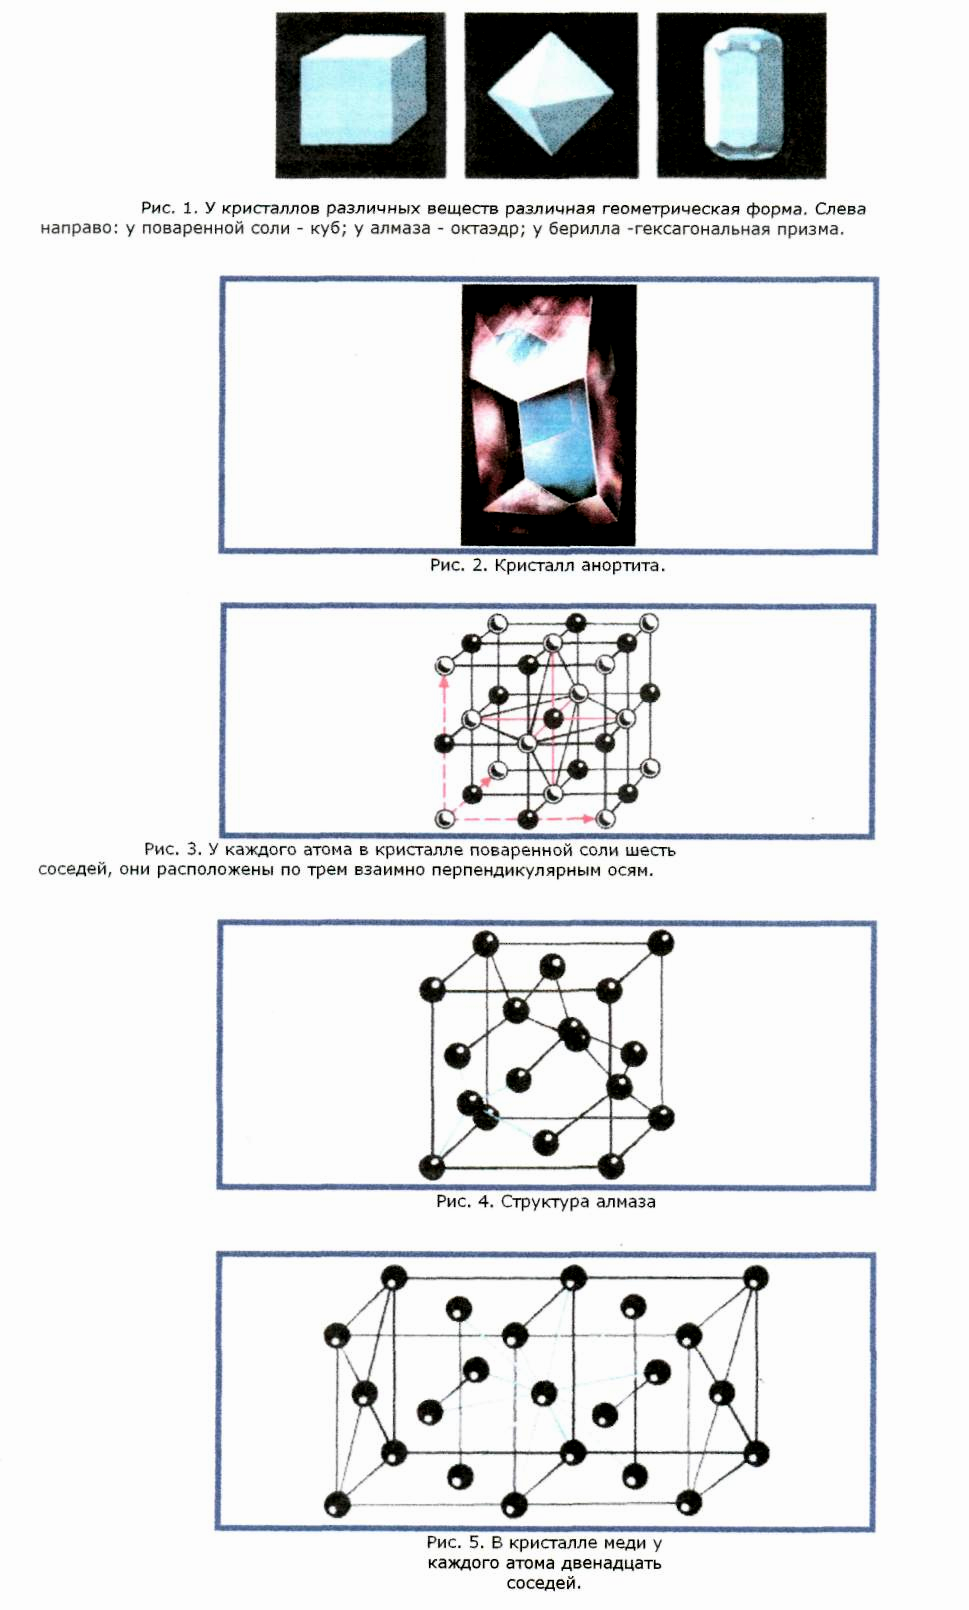 Рис. 1. У кристаллов различных веществ различная геометрическая форма. Слева
направо: у поваренной соли - куб; у алмаза - октаэдр; у берилла -гексагональная призма.
Рис. 2. Кристалл анортита.
Рис. 3. У каждого атома в кристалле поваренной соли шесть
соседей, они расположены по трем взаимно перпендикулярным осям.
Рис. 4. Структура алмаза
Рис. 5. В кристалле меди у
каждого атома двенадцать
соседей.